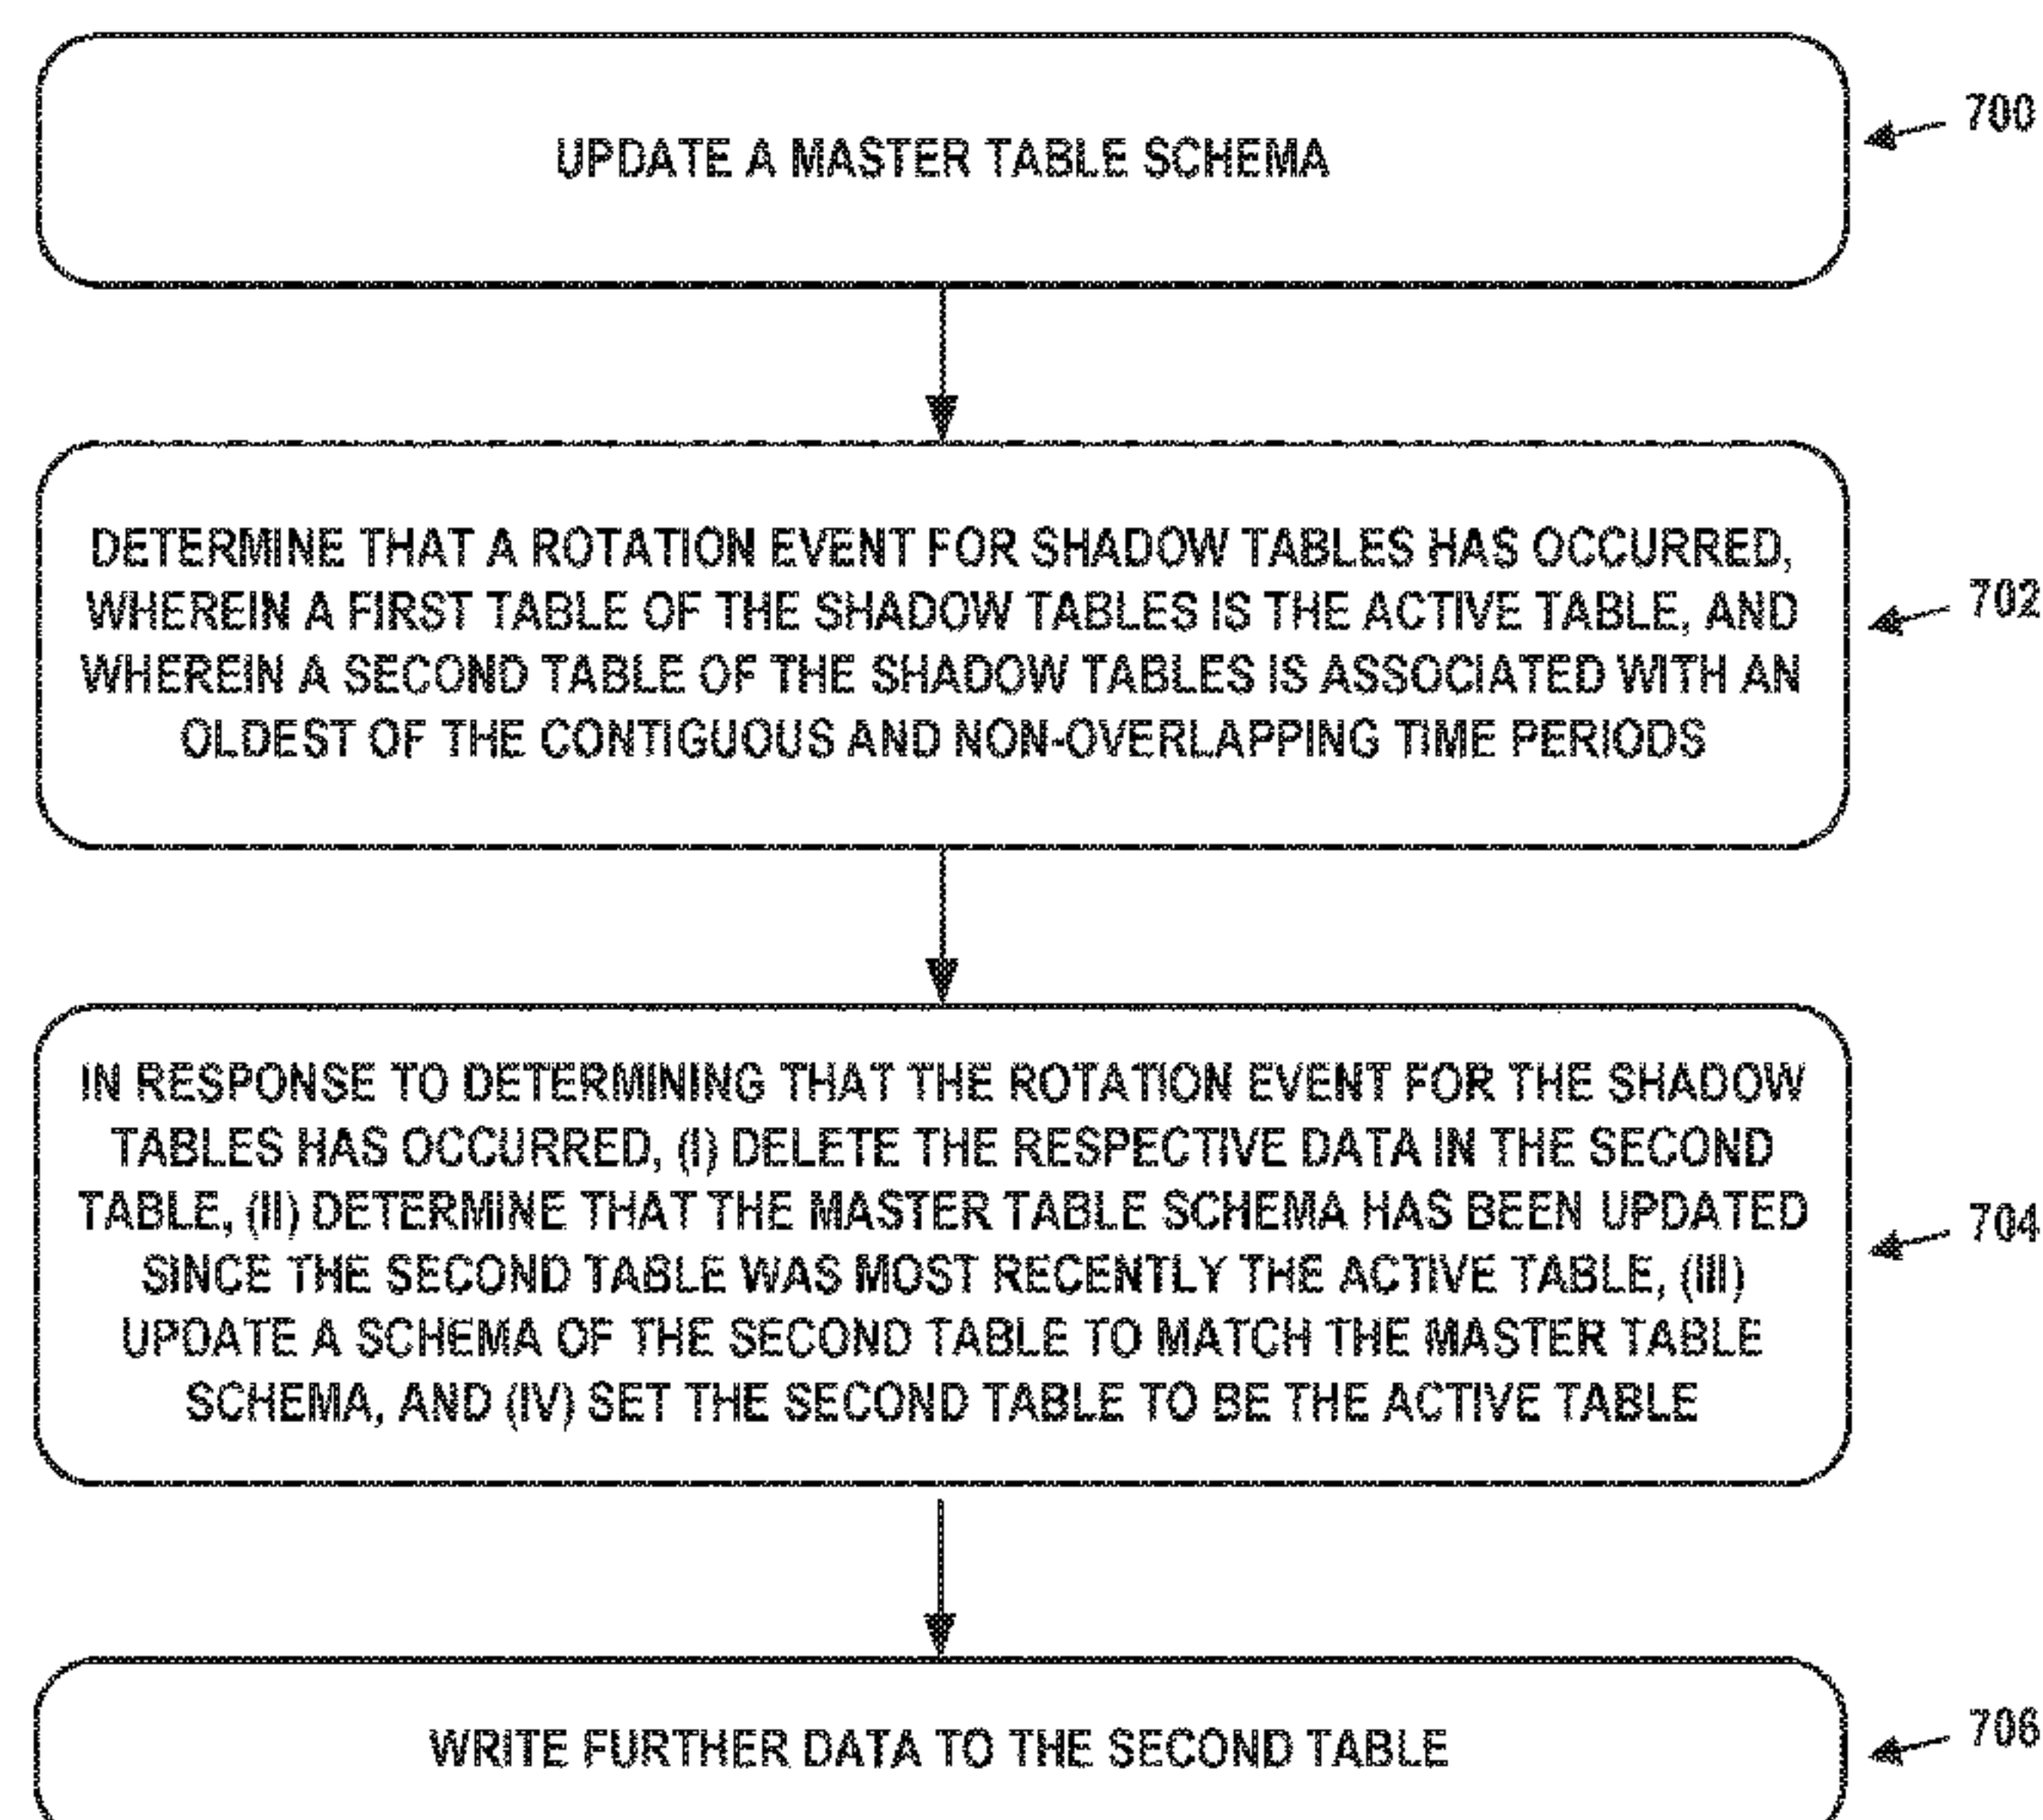 UPDATE A MASTER TABLE SCHEMA
700
DETERMINE THAT A ROTATION EVENT FOR SHADOW TABLES HAS OCCURRED,
WHEREIN A FIRST TABLE OF THE SHADOW TABLES IS THE ACTIVE TABLE, AND
WHEREIN A SECOND TABLE OF THE SHADOW TABLES IS ASSOCIATED WITH AN
OLDEST OF THE CONTIGUOUS AND NON-OVERLAPPING TIME PERIODS
702
IN RESPONSE TO DETERMINING THAT THE ROTATION EVENT FOR THE SHADOW
TABLES HAS OCCURRED, (I) DELETE THE RESPECTIVE DATA IN THE SECOND
TABLE, (II) DETERMINE THAT THE MASTER TABLE SCHEMA HAS BEEN UPDATED
SINCE THE SECOND TABLE WAS MOST RECENTLY THE ACTIVE TABLE, (III)
UPDATE A SCHEMA OF THE SECOND TABLE TO MATCH THE MASTER TABLE
SCHEMA, AND (IV) SET THE SECOND TABLE TO BE THE ACTIVE TABLE
704
WRITE FURTHER DATA TO THE SECOND TABLE
706